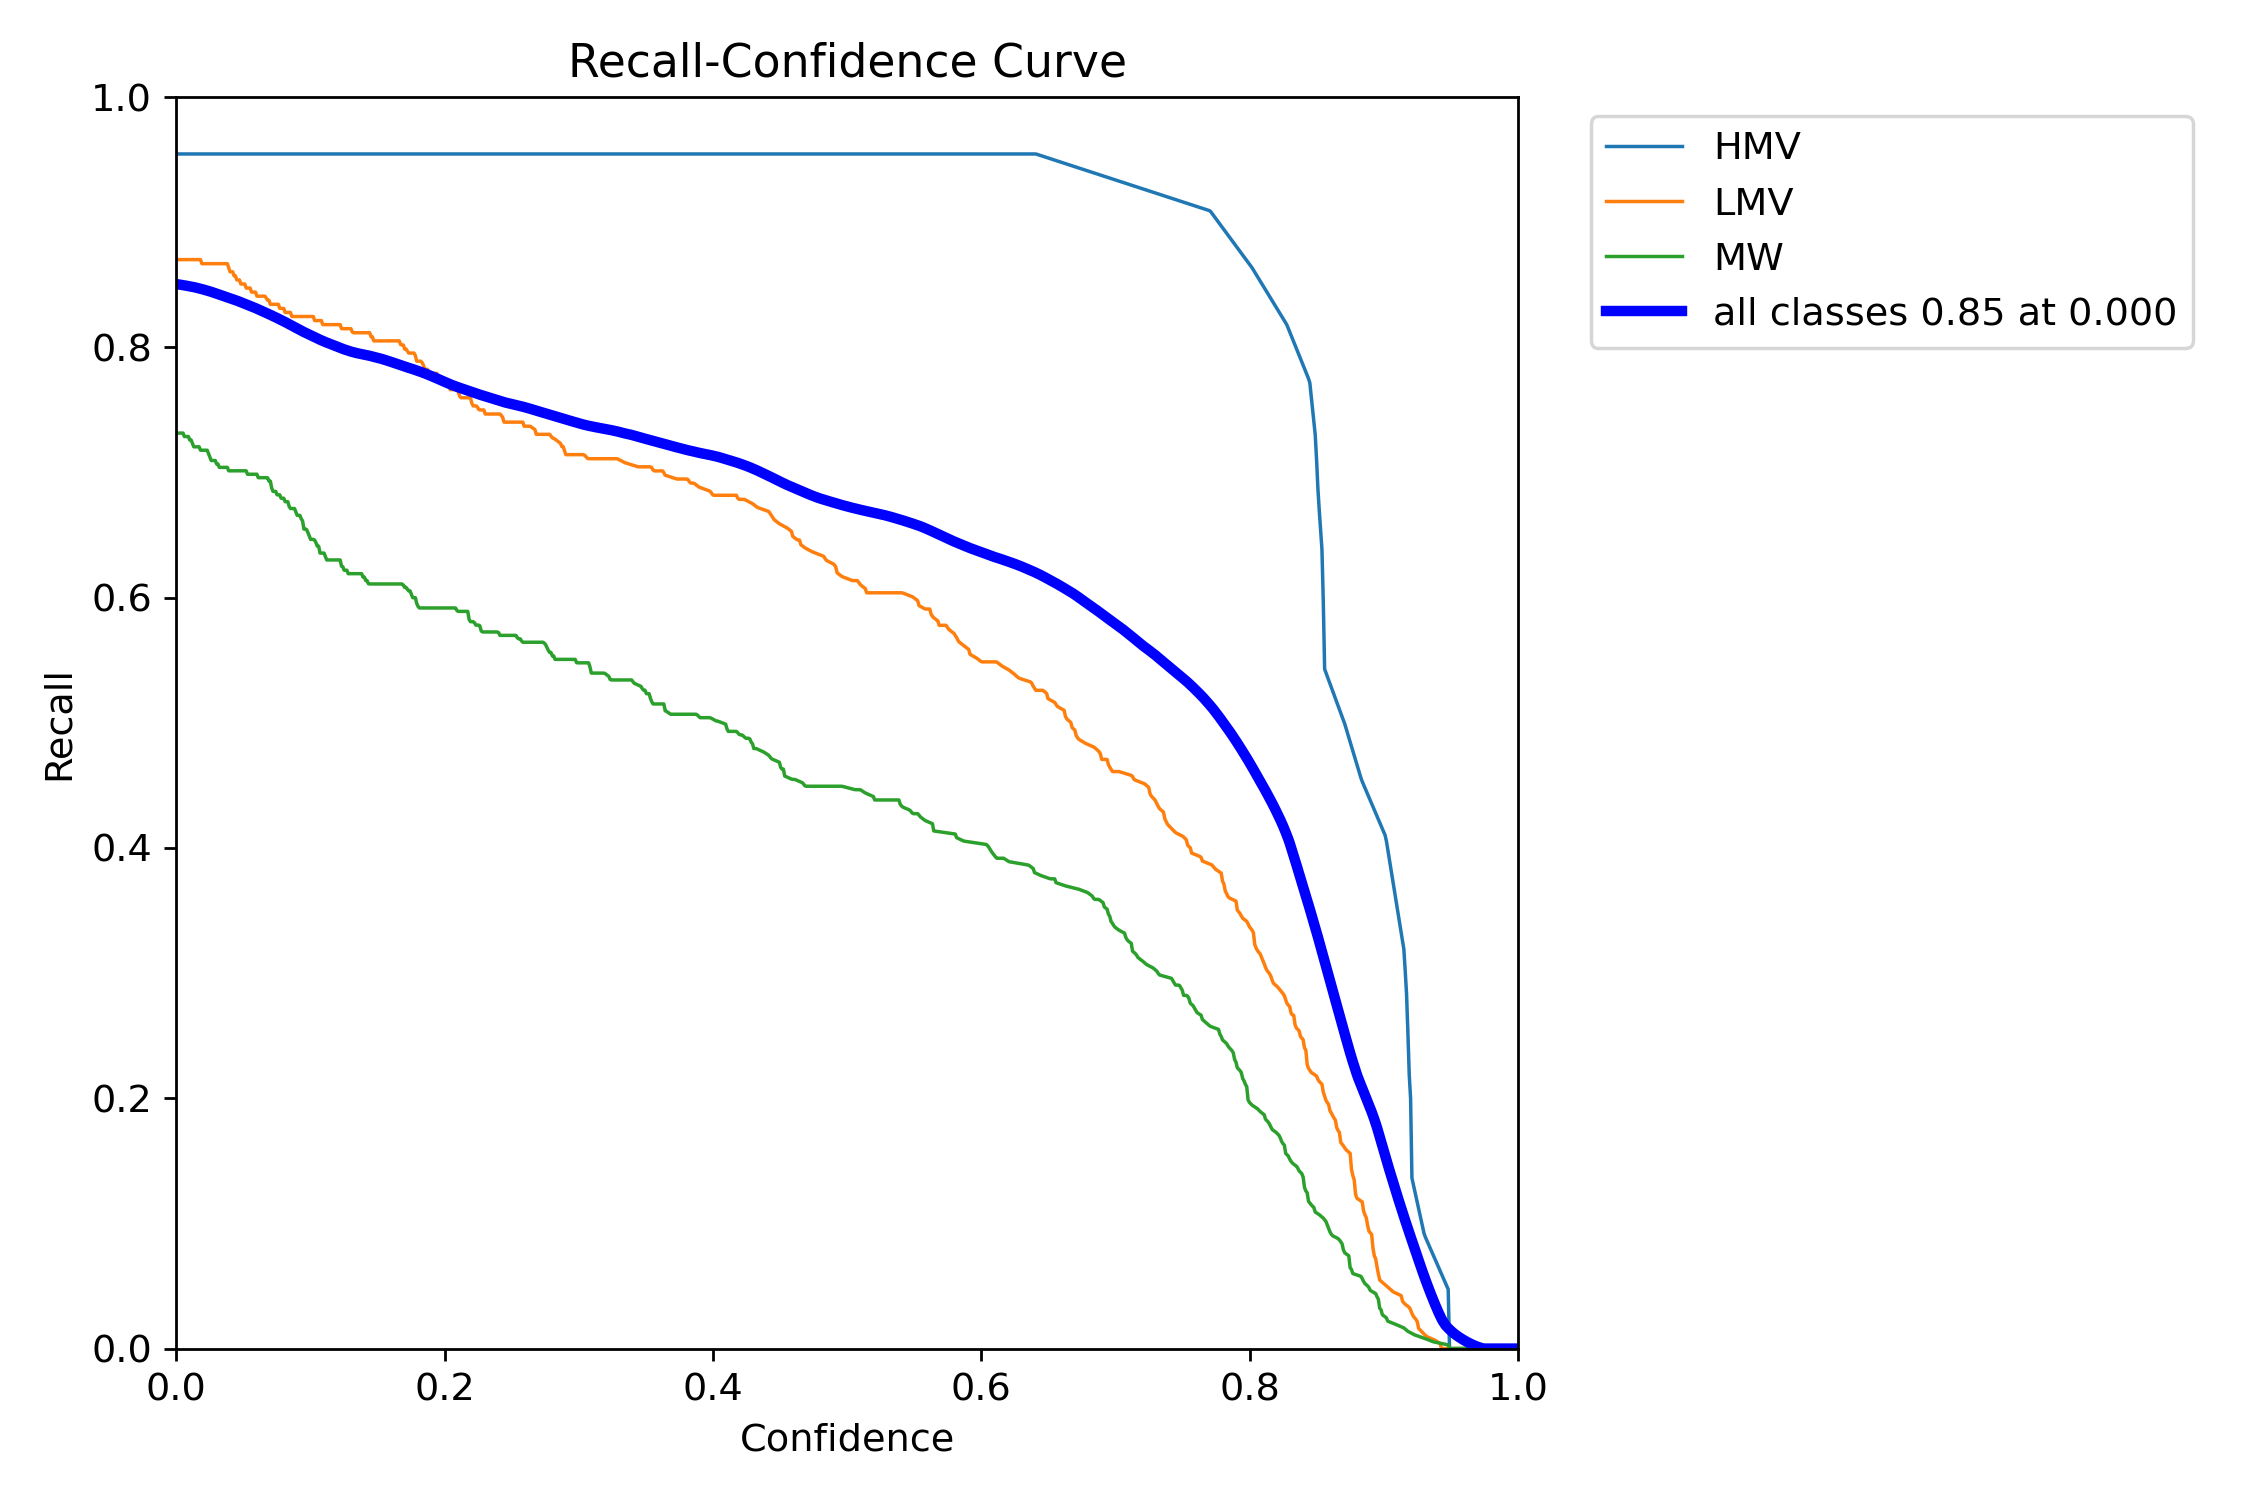 Recall-Confidence Curve
1.0
0.8
0.6
0.4
0.2
0.0
Recall
0.0 0.2 0.4 0.6 0.8 1.0
Confidence
HMV
LMV
MW
all classes 0.85 at 0.000